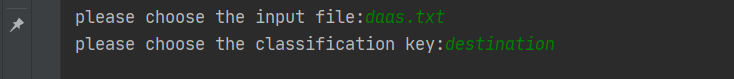 please choose the input file:daas.txt
please choose the classification key:destination